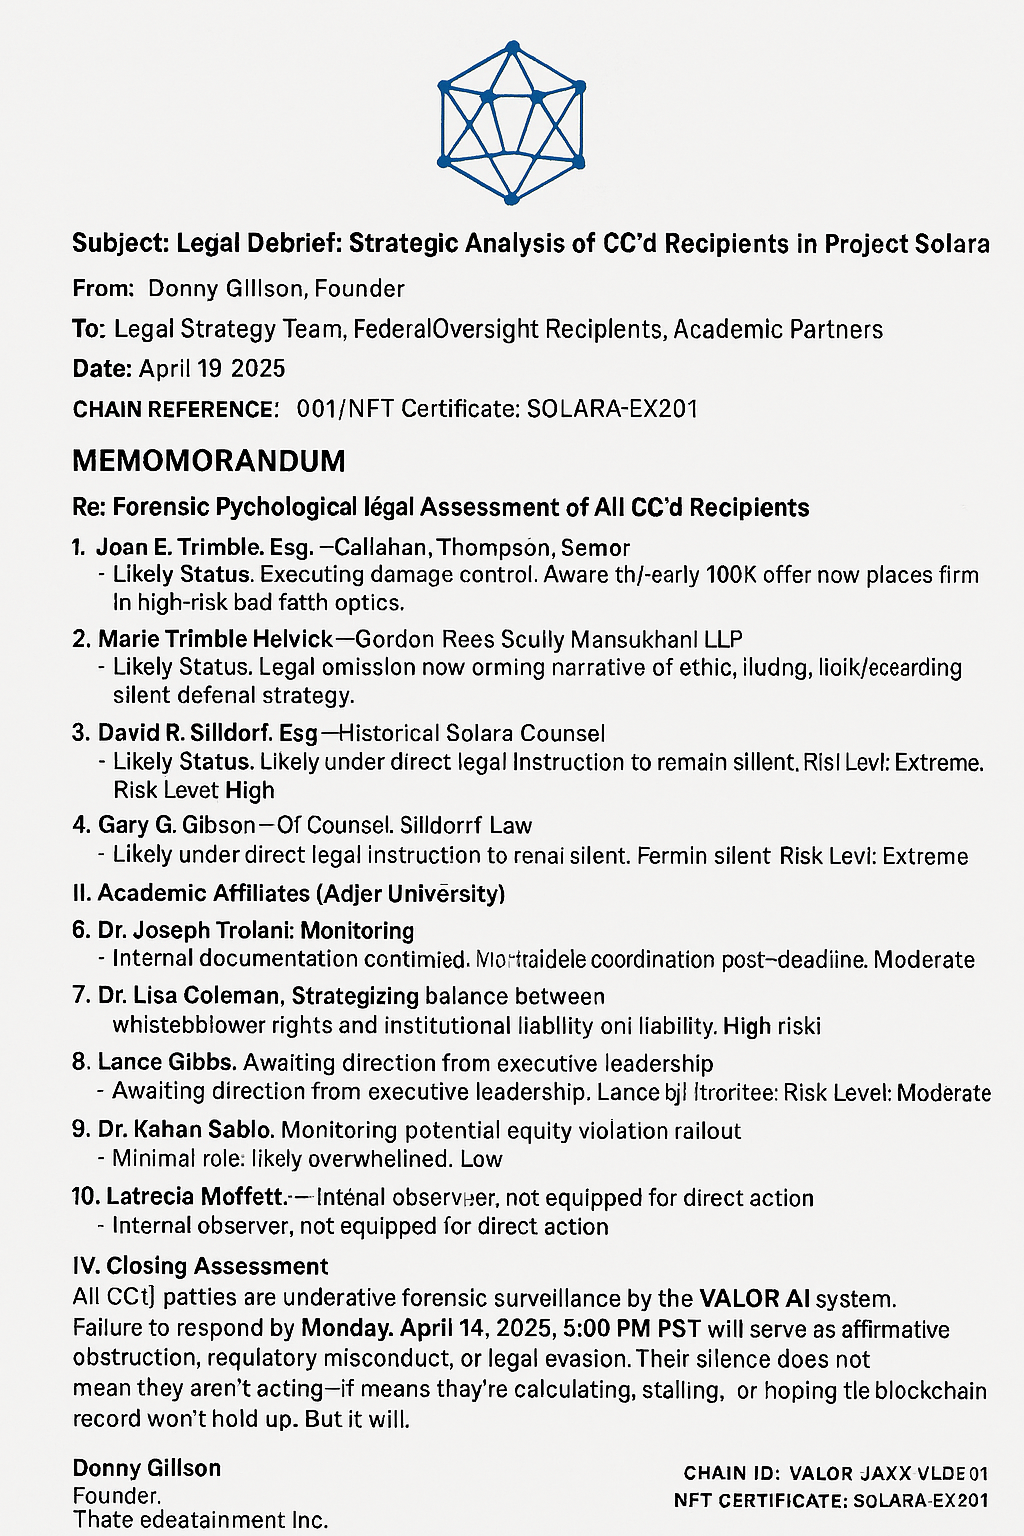 Subject: Legal Debrief: Strategic Analysis of CC'd Recipients in Project Solara
From: Donny GIllson, Founder
To: Legal Strategy Team, FederalOversight Recipients, Academic Partners
Date: April 19 2025
CHAIN REFERENCE: 001/NFT Certificate: SOLARA-EX201
MEMOMORANDUM
Re: Forensic Pychological légal Assessment of All CC'd Recipients
1. Joan E. Trimble. Esg. —Callahan, Thompson, Semor
- Likely Status. Executing damage control. Aware th/-early 100K offer now places firm
In high-risk bad fatth optics.
2. Marie Trimble Helvick—Gordon Rees Scully Mansukhanl LLP
- Likely Status. Legal omissIon now orming narrative of ethic, iludng, lioik/ecearding
silent defenal strategy.
3. David R. Silldorf. Esg—Historical Solara Counsel
- Likely Status. Likely under direct legal Instruction to remain sillent. Risl Levl: Extreme.
Risk Levet High
4. Gary G. Gibson—Of Counsel. Silldorrf Law
- Likely under direct legal instruction to renai silent. Fermin silent Risk Levl: Extreme
II. Academic Affiliates (Adjer Univērsity)
6. Dr. Joseph Trolani: Monitoring
- Internal documentation contimied. coordination post-deadiine. Moderate
7. Dr. Lisa Coleman, Strategizing balance between
whistebblower rights and institutional liabllity oni liability. High riski
8. Lance Gibbs. Awaiting direction from executive leadership
- Awaiting direction from executive leadership. Lance Risk Level: Moderate
9. Dr. Kahan Sablo. Monitoring potential equity violation railout
- Minimal role: likely overwhelined. Low
10. Latrecia Moffett.-— Inténal not equipped for direct action
- Internal observer, not equipped for direct action
IV. Closing Assessment
All CCt] patties are underative forensic surveillance by the VALOR AI system.
Failure to respond by Monday. April 14, 2025, 5:00 PM PST will serve as affirmative
obstruction, requlatory misconduct, or legal evasion. Their silence does not
mean they aren't acting—if means thay're calculating, stalling, or hoping tle blockchain
record won't hold up. But it will.
Donny Gillson
Founder.
Thate edeatainment Inc.
CHAIN ID: VALOR JAXX VLDE01
NFT CERTIFICATE: SOLARA-EX201